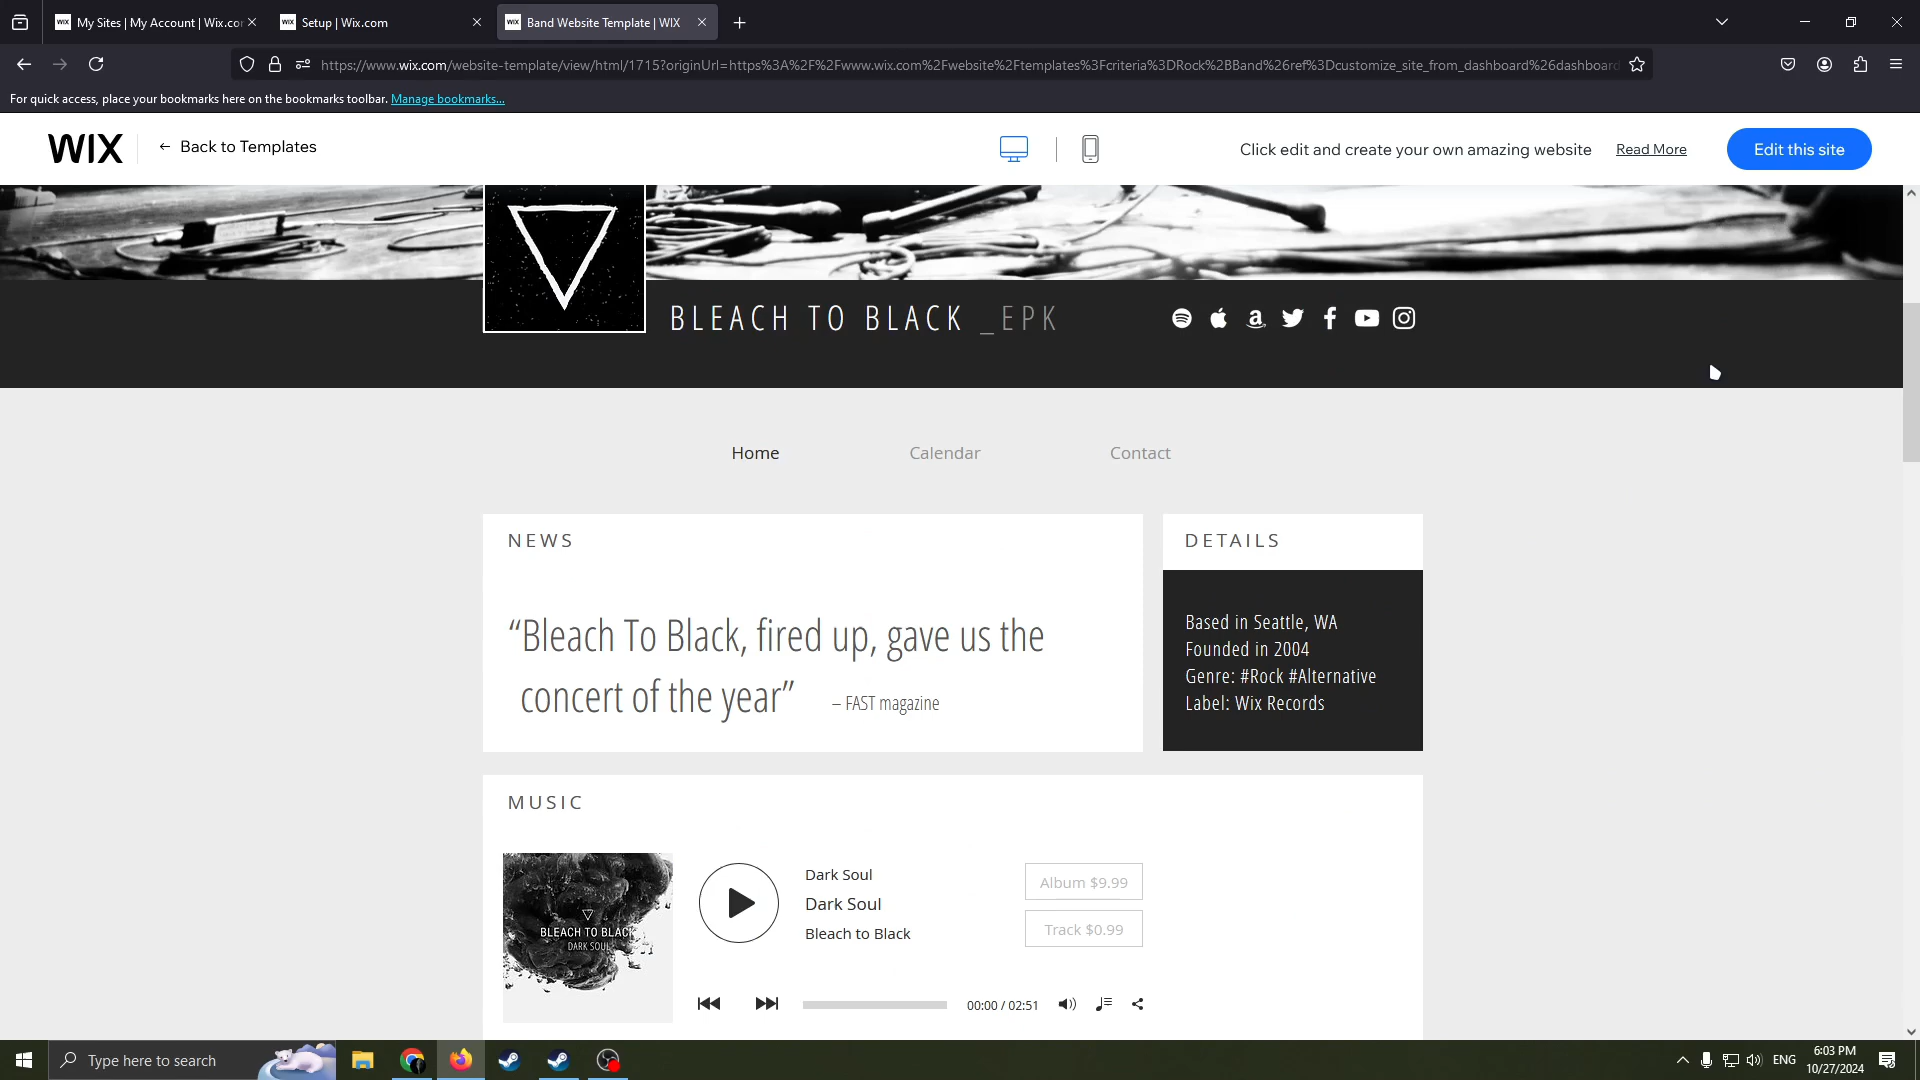 My Sites | My Account | Wix.co
Setup | Wix.com
Band Website Template | WIX
https://www.wix.com/website-template/view/html/1715?originUrl=https%3A%2F%2Fwww.wix.com%2Fwebsite%2Ftemplates%3Fcriteria%3DRock%2BBand%26ref%3Dcustomize_site_from_dashboard%26dashboard
For quick access, place your bookmarks here on the bookmarks toolbar. Manage bookmarks...
WIX
← Back to Templates
Click edit and create your own amazing website
Read More
Edit this site
BLEACH TO BLACK _EPK
Home
Calendar
Contact
NEWS
“Bleach To Black, fired up, gave us the
concert of the year” – FAST magazine
DETAILS
Based in Seattle, WA
Founded in 2004
Genre: #Rock #Alternative
Label: Wix Records
MUSIC
BLEACH TO BLACK
DARK SOUL
Dark Soul
Dark Soul
Bleach to Black
Album $9.99
Track $0.99
00:00 / 02:51
Type here to search
ENG
6:03 PM
10/27/2024